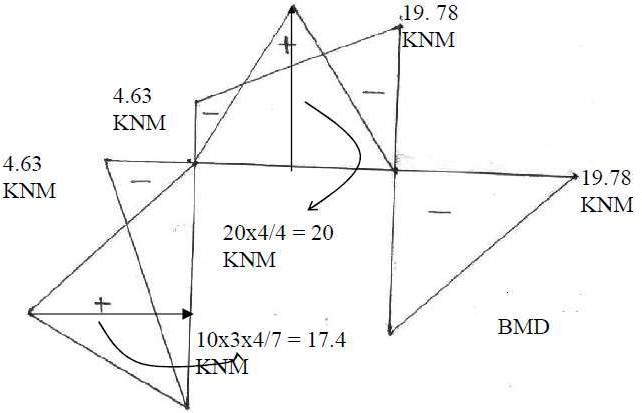 19.78
KNM
+
−
4.63
KNM
−
4.63
KNM
−
19.78
KNM
−
20x4/4 = 20
KNM
+
10x3x4/7 = 17.4
KNM
BMD